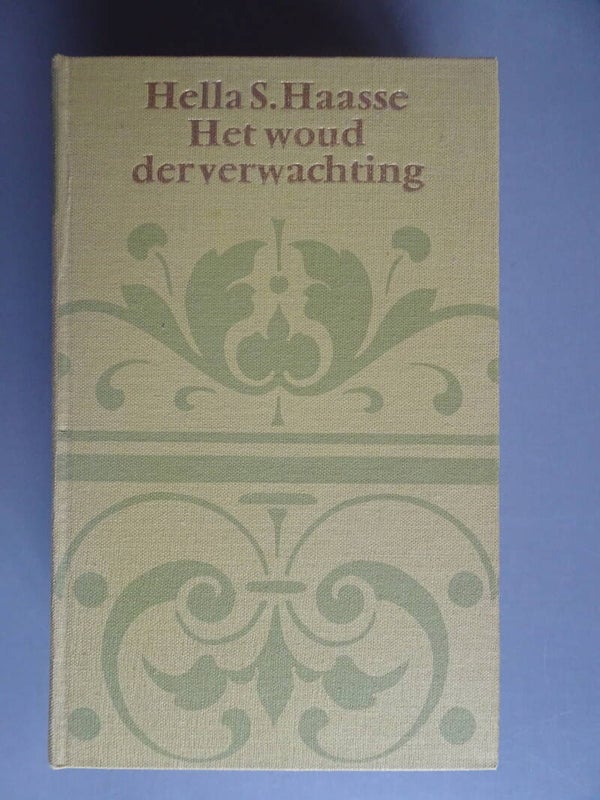 Hella S. Haasse
Het woud
der verwachting